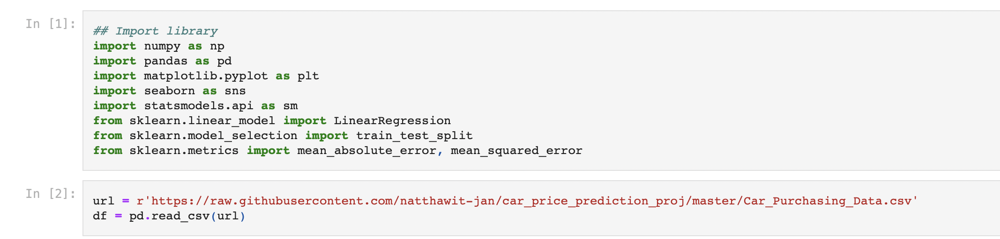 In [1]:
## Import library
import numpy as np
import pandas as pd
import matplotlib.pyplot as plt
import seaborn as sns
import statsmodels.api as sm
from sklearn.linear_model import LinearRegression
from sklearn.model_selection import train_test_split
from sklearn.metrics import mean_absolute_error, mean_squared_error
In [2]:
url = r'https://raw.githubusercontent.com/natthawit-jan/car_price_prediction_proj/master/Car_Purchasing_Data.csv'
df = pd.read_csv(url)